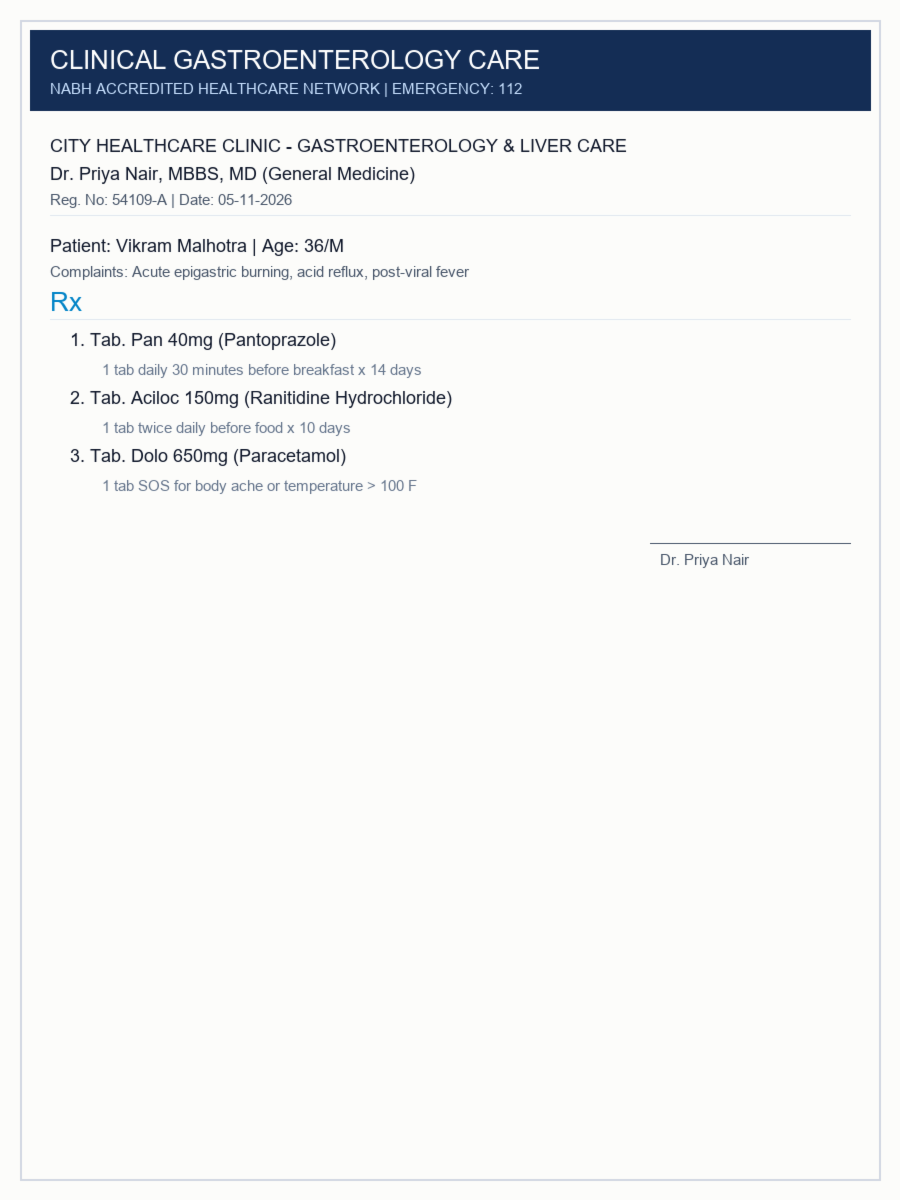 CLINICAL GASTROENTEROLOGY CARE
NABH ACCREDITED HEALTHCARE NETWORK | EMERGENCY: 112
CITY HEALTHCARE CLINIC - GASTROENTEROLOGY & LIVER CARE
Dr. Priya Nair, MBBS, MD (General Medicine)
Reg. No: 54109-A | Date: 05-11-2026
Patient: Vikram Malhotra | Age: 36/M
Complaints: Acute epigastric burning, acid reflux, post-viral fever
Rx
1. Tab. Pan 40mg (Pantoprazole)
1 tab daily 30 minutes before breakfast x 14 days
2. Tab. Aciloc 150mg (Ranitidine Hydrochloride)
1 tab twice daily before food x 10 days
3. Tab. Dolo 650mg (Paracetamol)
1 tab SOS for body ache or temperature > 100 F
Dr. Priya Nair